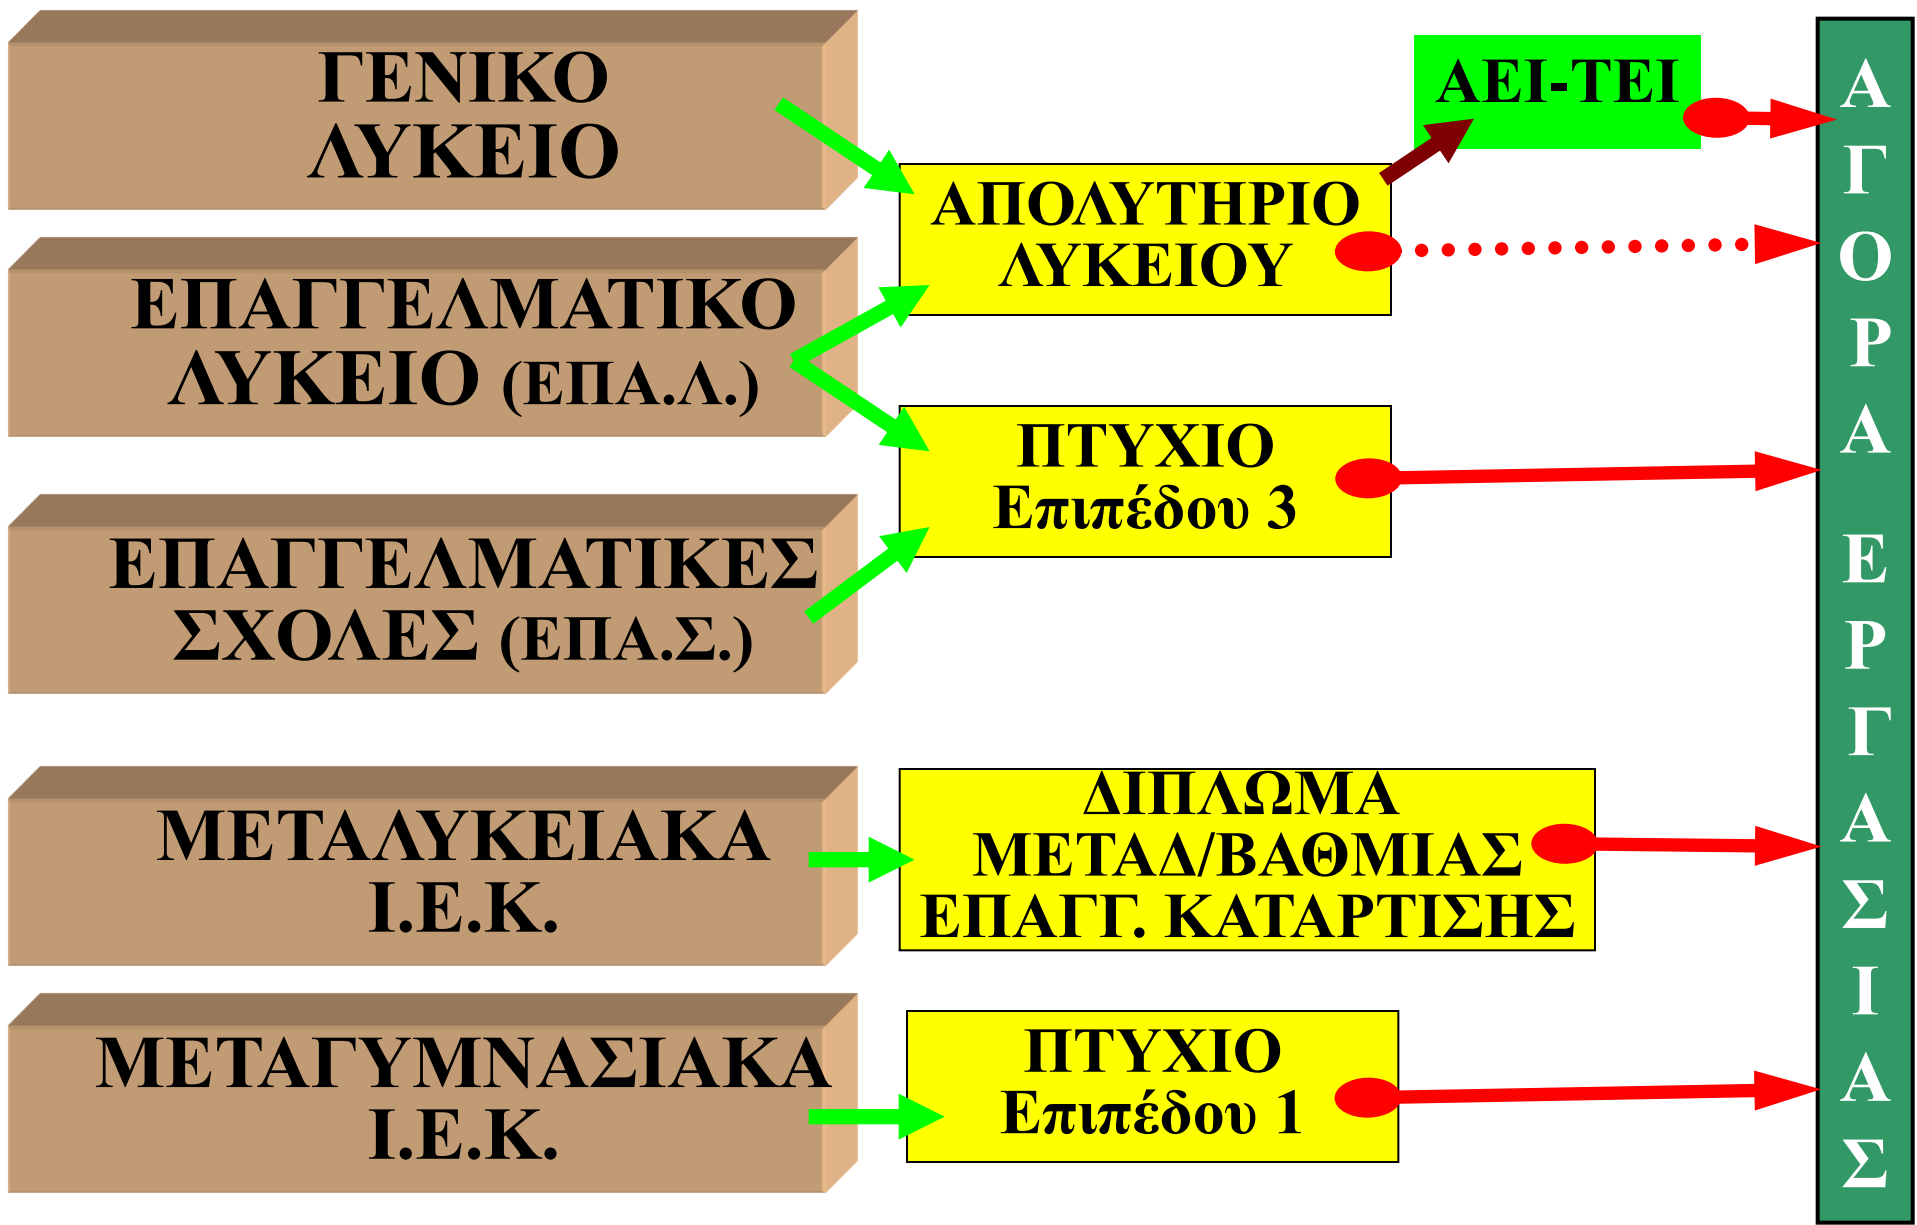 ΓΕΝΙΚΟ
ΛΥΚΕΙΟ
ΕΠΑΓΓΕΛΜΑΤΙΚΟ
ΛΥΚΕΙΟ (ΕΠΑ.Λ.)
ΕΠΑΓΓΕΛΜΑΤΙΚΕΣ
ΣΧΟΛΕΣ (ΕΠΑ.Σ.)
ΜΕΤΑΛΥΚΕΙΑΚΑ
Ι.Ε.Κ.
ΜΕΤΑΓΥΜΝΑΣΙΑΚΑ
Ι.Ε.Κ.
ΑΠΟΛΥΤΗΡΙΟ
ΛΥΚΕΙΟΥ
ΠΤΥΧΙΟ
Επιπέδου 3
ΔΙΠΛΩΜΑ
ΜΕΤΑΔ/ΒΑΘΜΙΑΣ
ΕΠΑΓΓ. ΚΑΤΑΡΤΙΣΗΣ
ΠΤΥΧΙΟ
Επιπέδου 1
ΑΕΙ-ΤΕΙ
ΑΓΟΡΑ ΕΡΓΑΣΙΑΣ